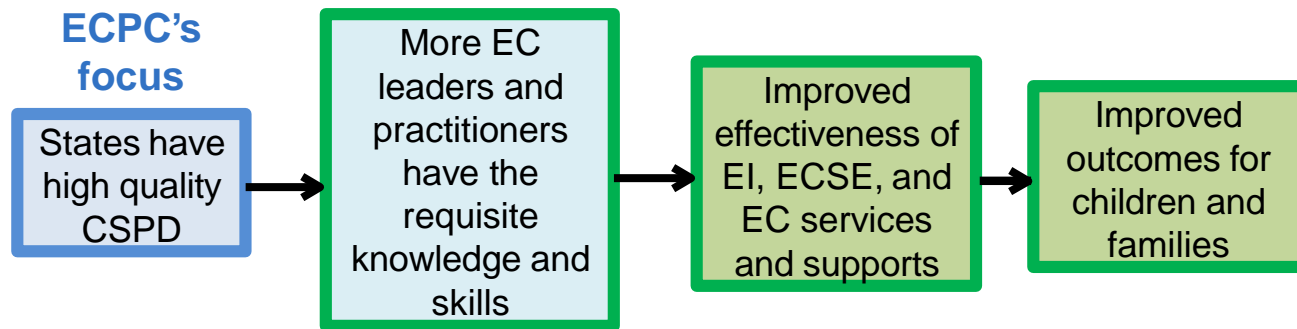 ECPC’s
focus
States have
high quality
CSPD
More EC
leaders and
practitioners
have the
requisite
knowledge and
skills
Improved
effectiveness of
EI, ECSE, and
EC services
and supports
Improved
outcomes for
children and
families